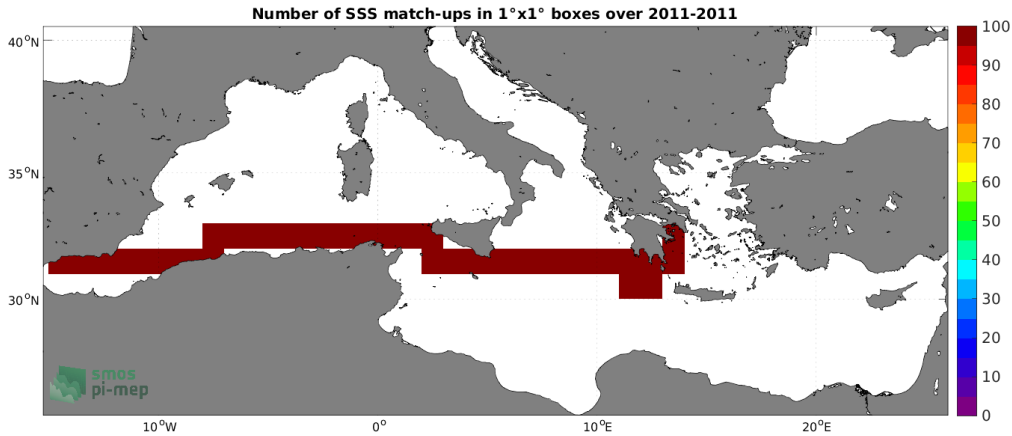 Number of SSS match-ups in 1°x1° boxes over 2011-2011
40°N
35°N
30°N
10°W
0°
10°E
20°E
100
90
80
70
60
50
40
30
20
10
0
smos
pi-mep